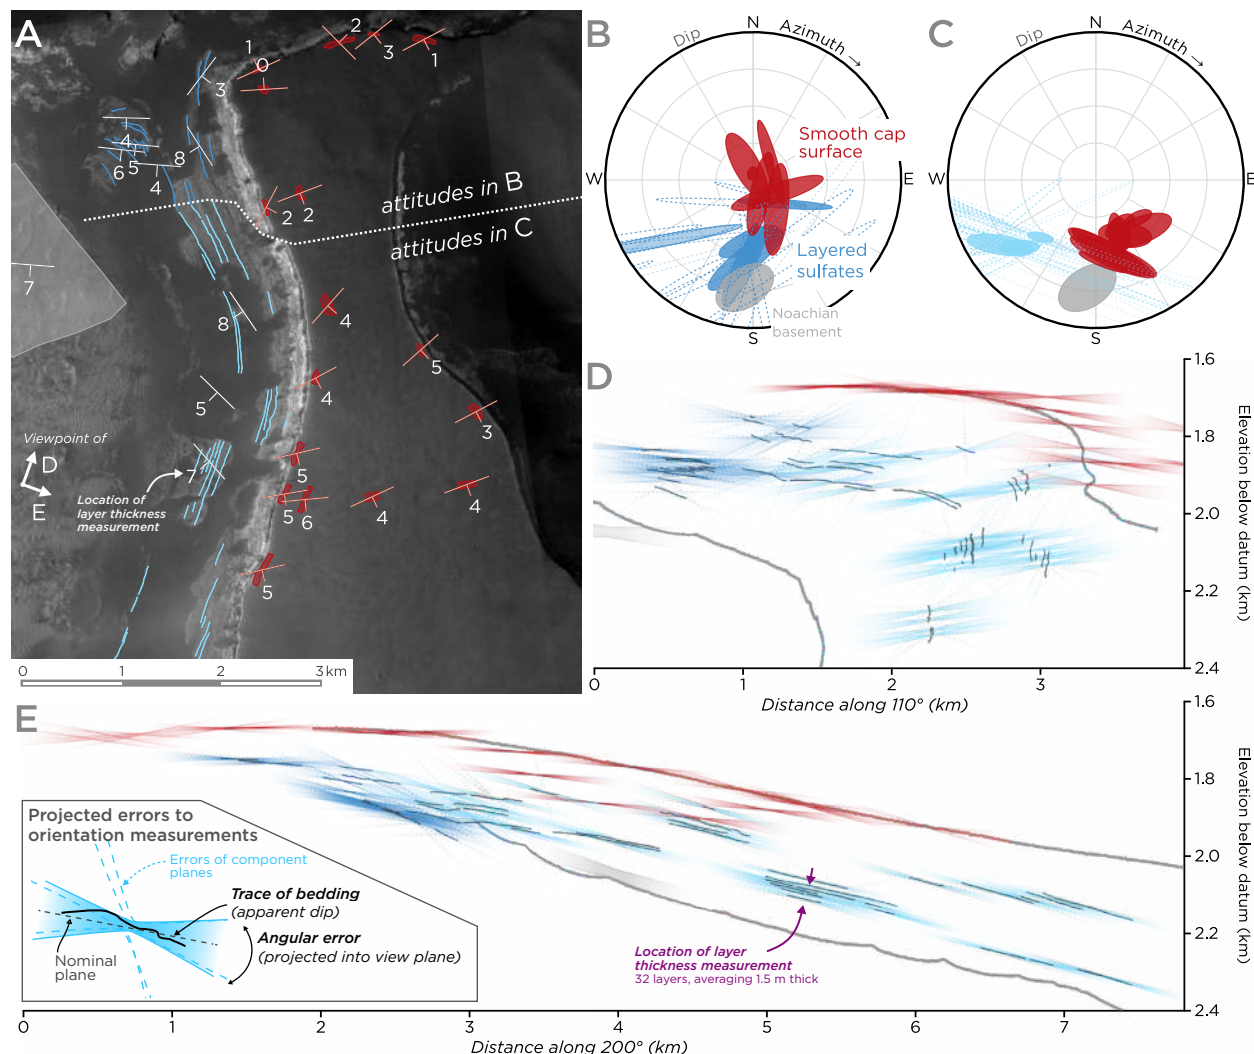 A
1
0
2
3
1
3
4
6
5
4
8
2
2
attitudes in B
attitudes in C
7
8
4
5
5
4
3
Viewpoint of
D
E
7
Location of
layer thickness
measurement
5
5
6
4
4
5
0
1
2
3 km
B
Dip
N
Azimuth →
W
E
S
Smooth cap
surface
Layered
sulfates
Noachian
basement
C
Dip
N
Azimuth →
W
E
S
D
1.6
1.8
2.0
2.2
2.4
Elevation below datum (km)
0
1
2
3
Distance along 110° (km)
E
1.6
1.8
2.0
2.2
2.4
Elevation below datum (km)
Projected errors to
orientation measurements
Errors of component
planes
Trace of bedding
(apparent dip)
Angular error
(projected into view plane)
Nominal
plane
Location of layer
thickness measurement
32 layers, averaging 1.5 m thick
0
1
2
3
4
5
6
7
Distance along 200° (km)